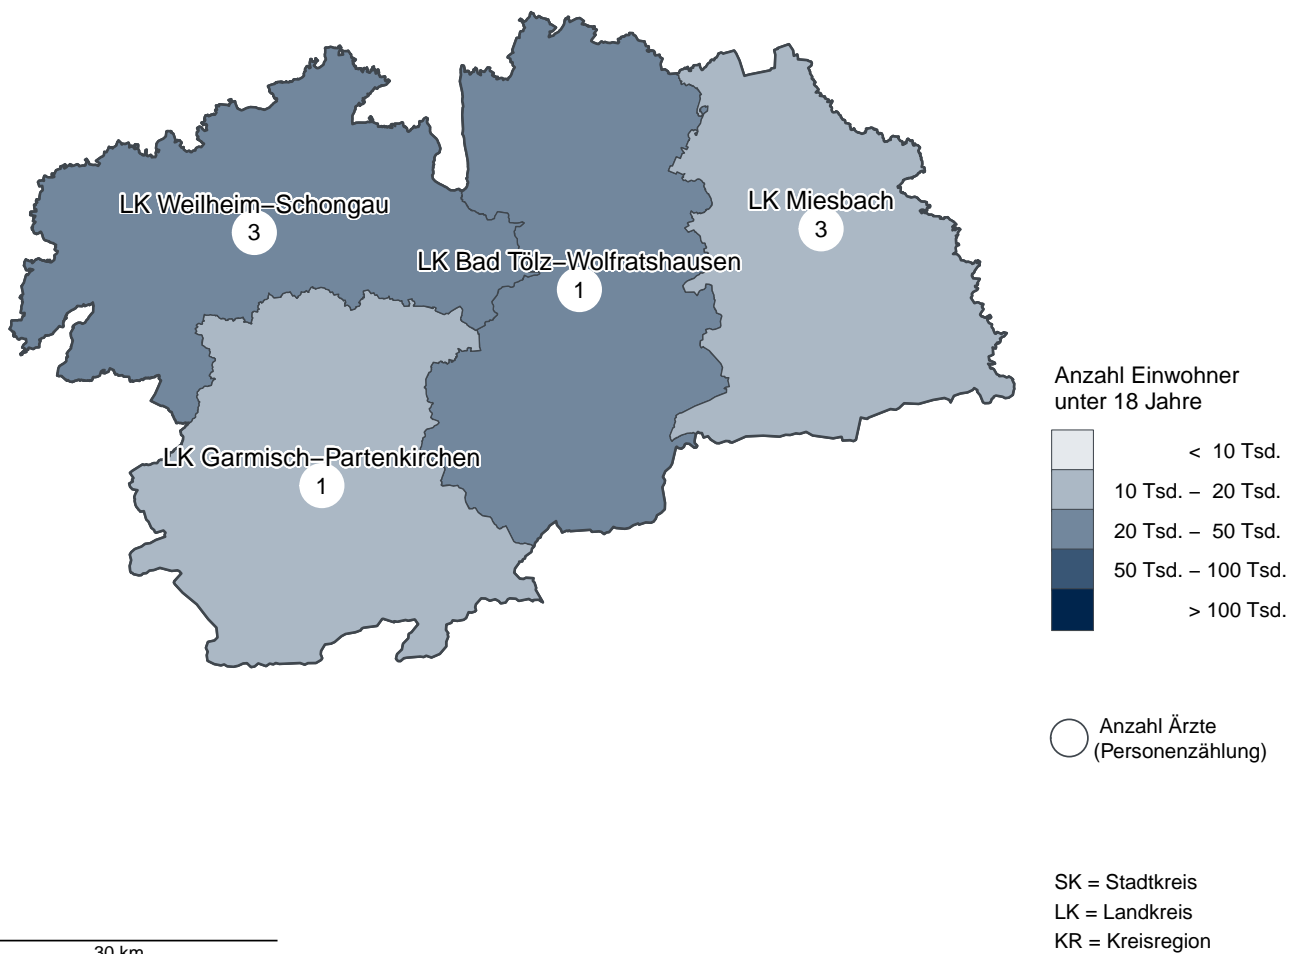 LK Weilheim–Schongau
3
LK Miesbach
3
LK Bad Tölz–Wolfratshausen
1
LK Garmisch–Partenkirchen
1
Anzahl Einwohner
unter 18 Jahre
< 10 Tsd.
10 Tsd. – 20 Tsd.
20 Tsd. – 50 Tsd.
50 Tsd. – 100 Tsd.
> 100 Tsd.
Anzahl Ärzte
(Personenzählung)
SK = Stadtkreis
LK = Landkreis
KR = Kreisregion
30 km